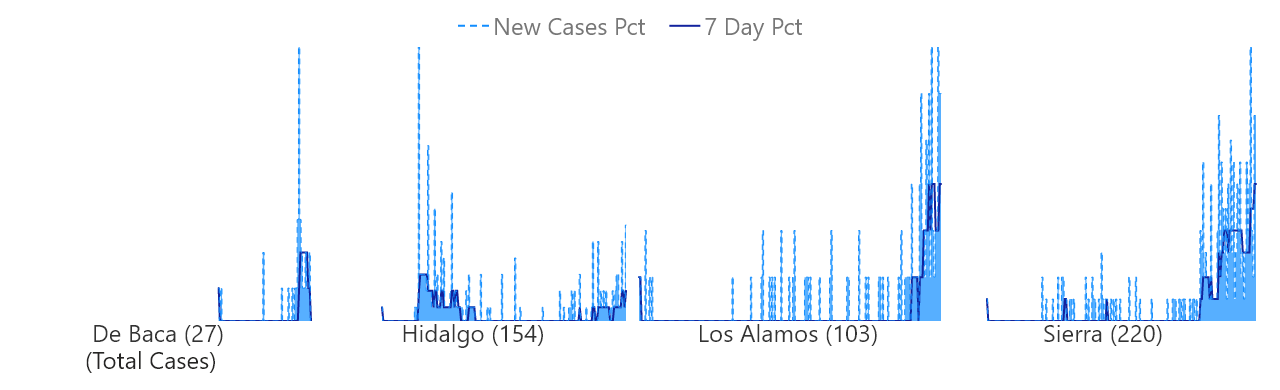 New Cases Pct 7 Day Pct
De Baca (27) Hidalgo (154) Los Alamos (103) Sierra (220)
(Total Cases)